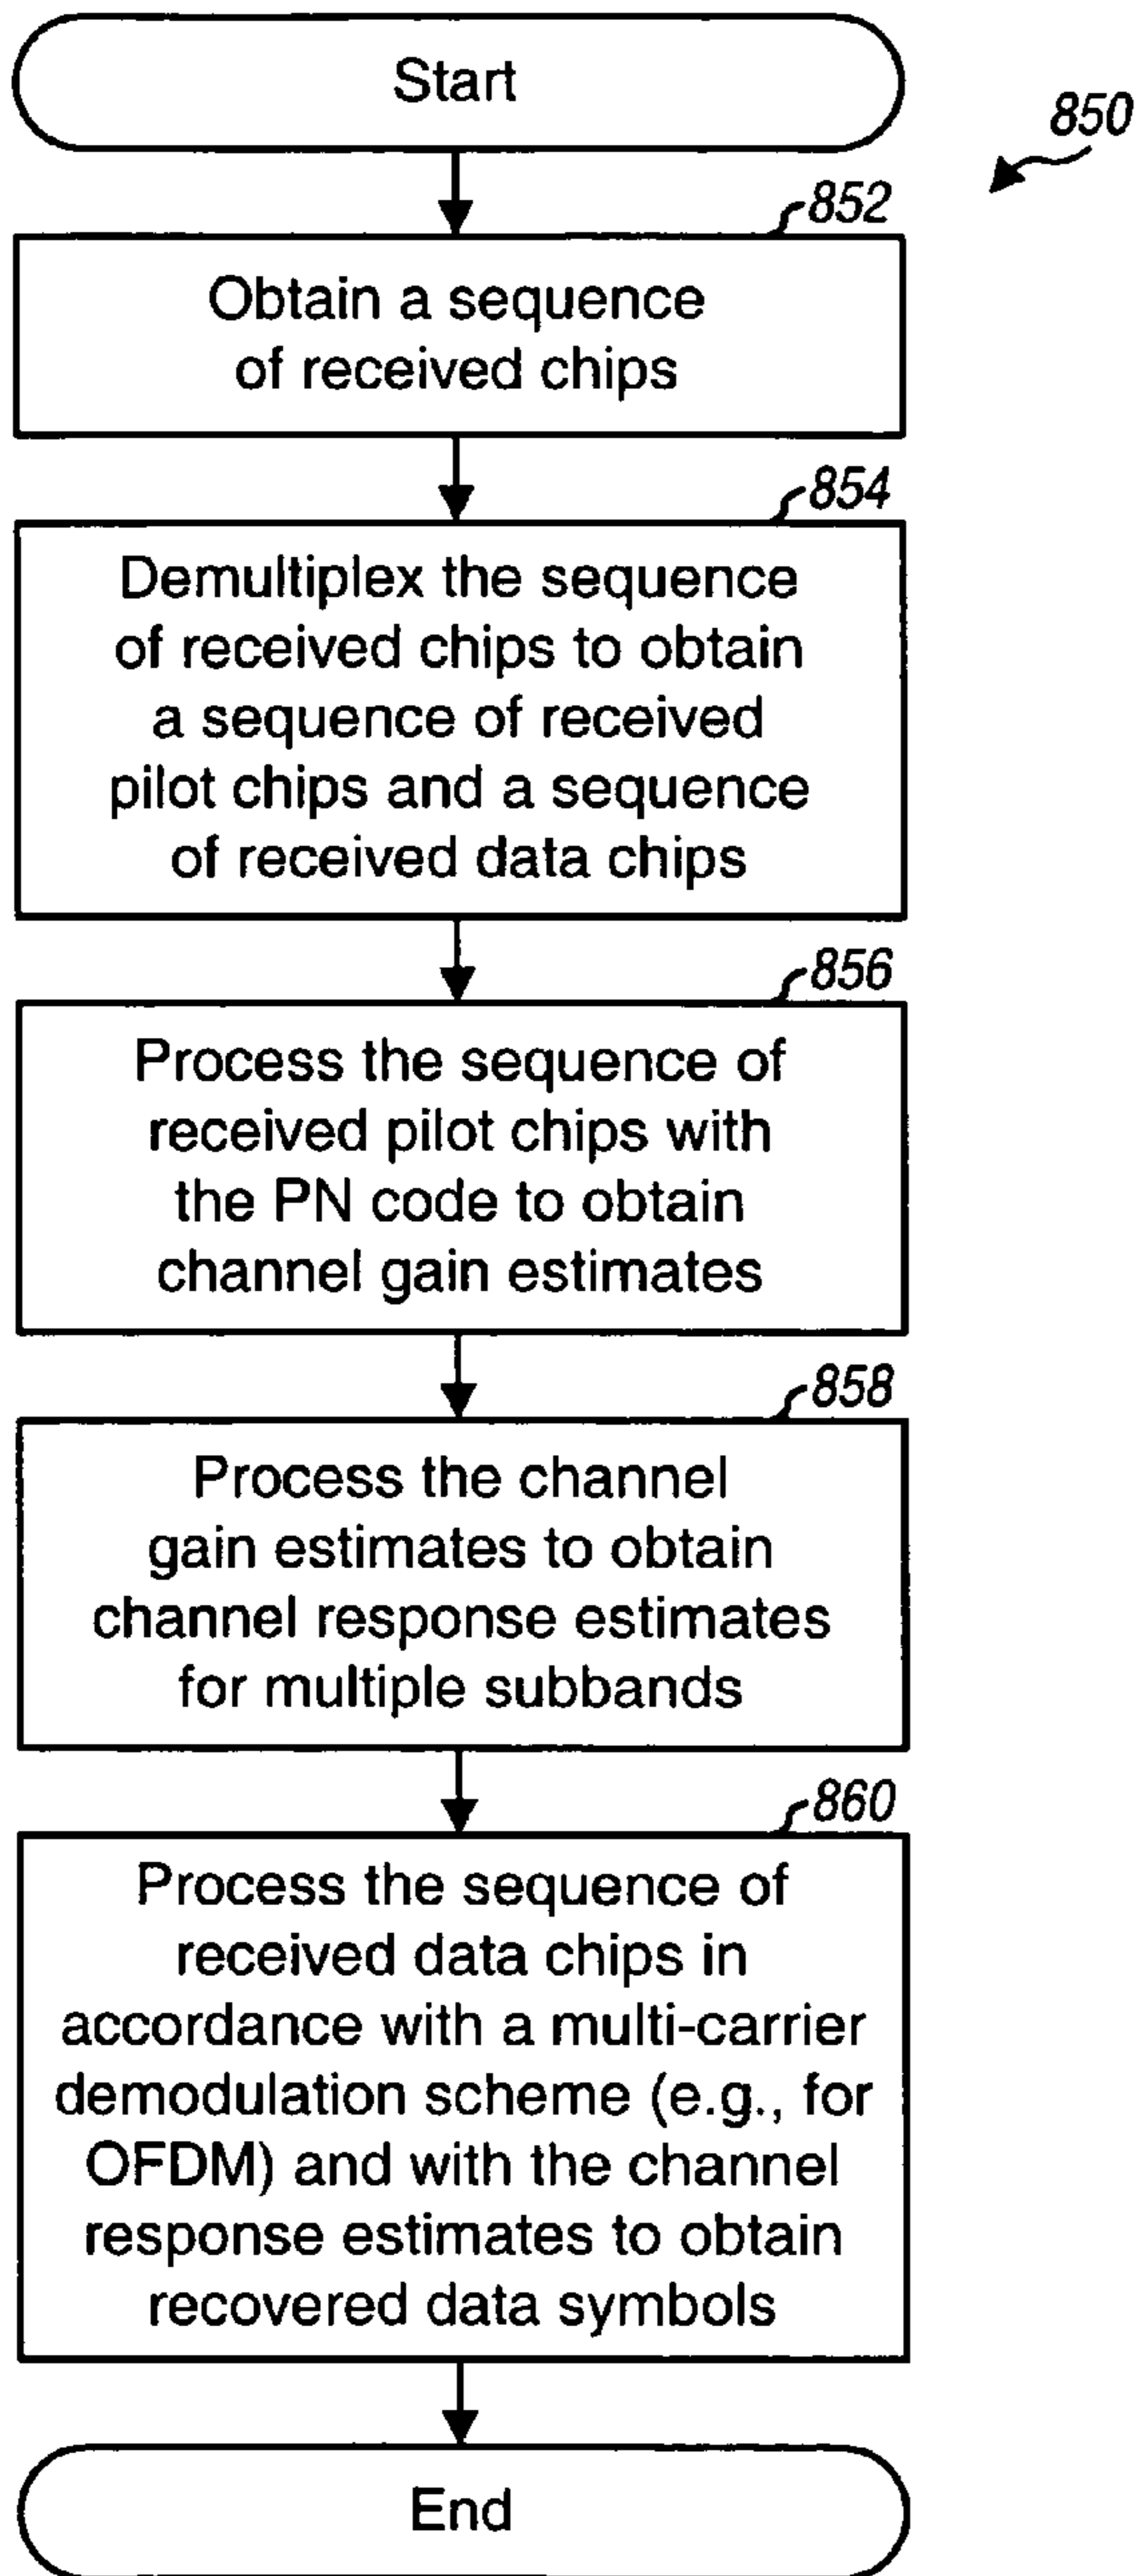 Start
850
852
Obtain a sequence
of received chips
854
Demultiplex the sequence
of received chips to obtain
a sequence of received
pilot chips and a sequence
of received data chips
856
Process the sequence of
received pilot chips with
the PN code to obtain
channel gain estimates
858
Process the channel
gain estimates to obtain
channel response estimates
for multiple subbands
860
Process the sequence of
received data chips in
accordance with a multi-carrier
demodulation scheme (e.g., for
OFDM) and with the channel
response estimates to obtain
recovered data symbols
End